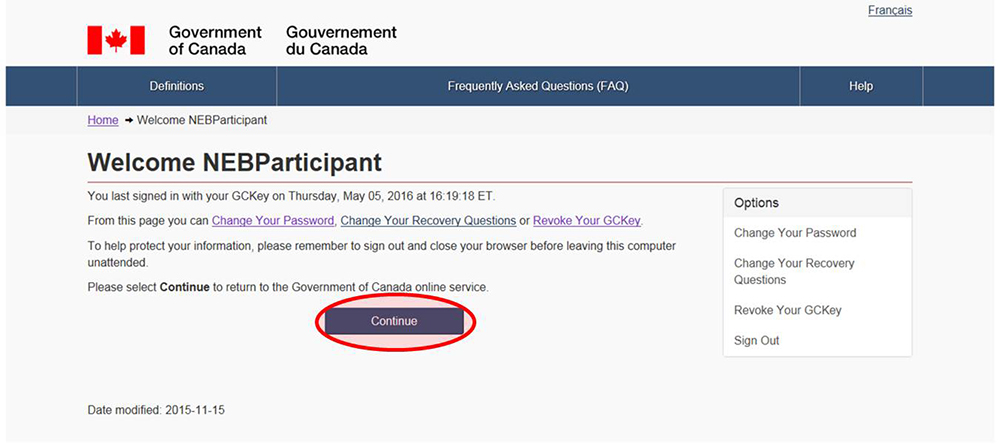 Français
Government of Canada
Gouvernement du Canada
Definitions
Frequently Asked Questions (FAQ)
Help
Home ➔ Welcome NEBParticipant
Welcome NEBParticipant
You last signed in with your GCKey on Thursday, May 05, 2016 at 16:19:18 ET.
From this page you can Change Your Password, Change Your Recovery Questions or Revoke Your GCKey.
To help protect your information, please remember to sign out and close your browser before leaving this computer
unattended.
Please select Continue to return to the Government of Canada online service.
Continue
Options
Change Your Password
Change Your Recovery
Questions
Revoke Your GCKey
Sign Out
Date modified: 2015-11-15